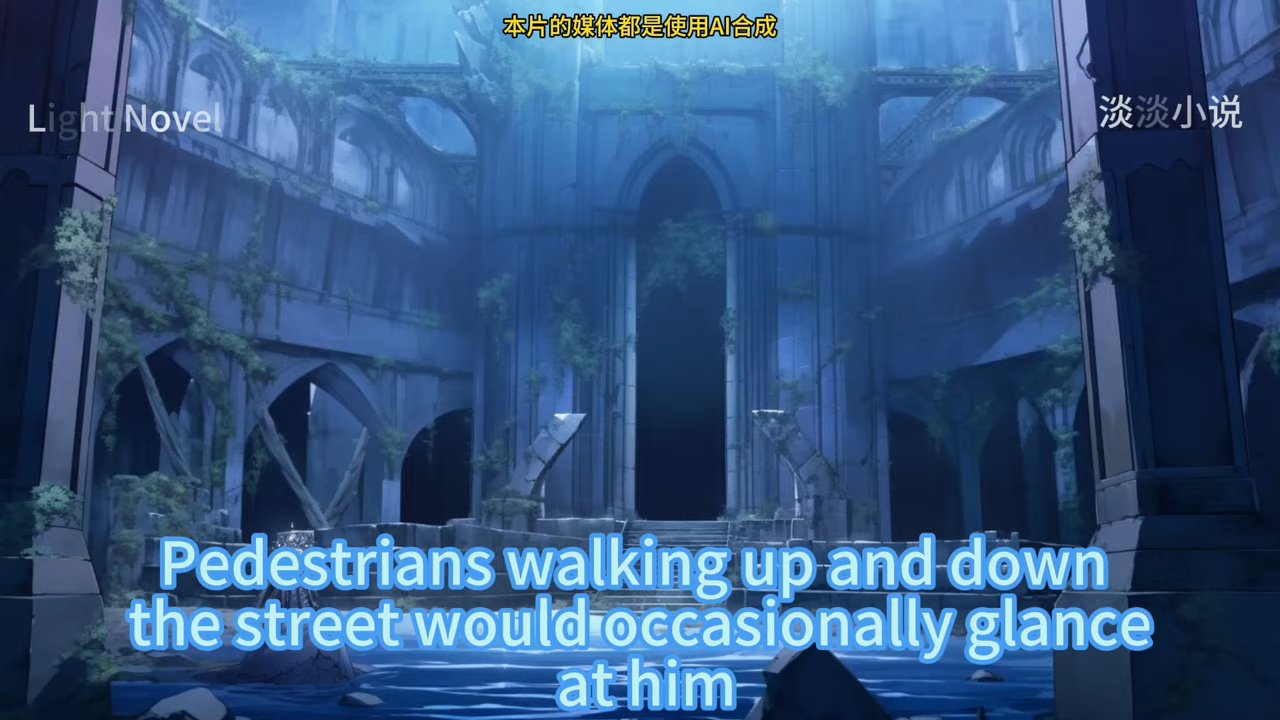 本片的媒体都是使用AI合成
Light Novel
淡淡小说
Pedestrians walking up and down
the street would occasionally glance
at him